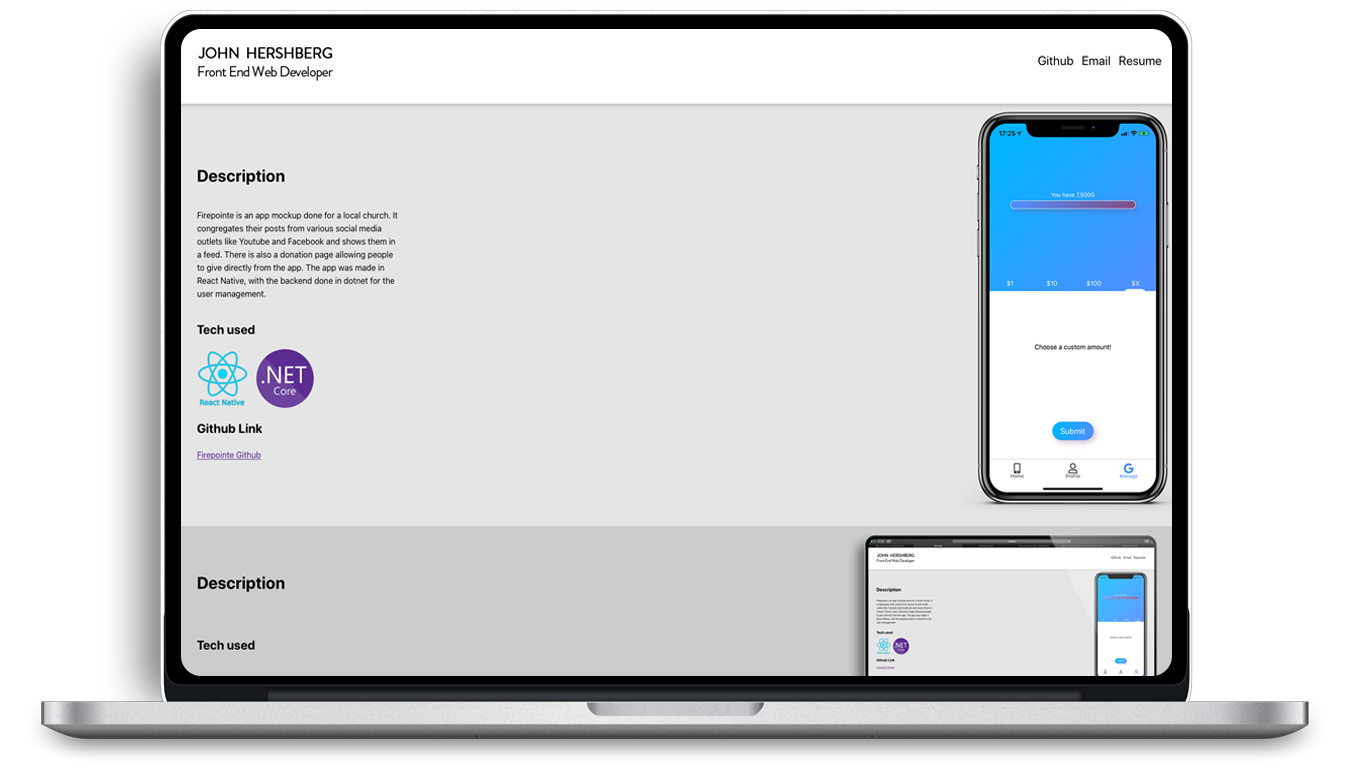 JOHN HERSHBERG
Front End Web Developer
Github Email Resume
Description
Firepointe is an app mockup done for a local church. It
congregates their posts from various social media
outlets like Youtube and Facebook and shows them in
a feed. There is also a donation page allowing people
to give directly from the app. The app was made in
React Native, with the backend done in dotnet for the
user management.
Tech used
React Native
.NET
Core
Github Link
Firepointe Github
17:25
You have 7,500G
$1 $10 $100 $X
Choose a custom amount!
Submit
Home Profile Manage
Description
Tech used
JOHN HERSHBERG
Front End Web Developer
Github Email Resume
Description
Tech used
.NET
Github Link